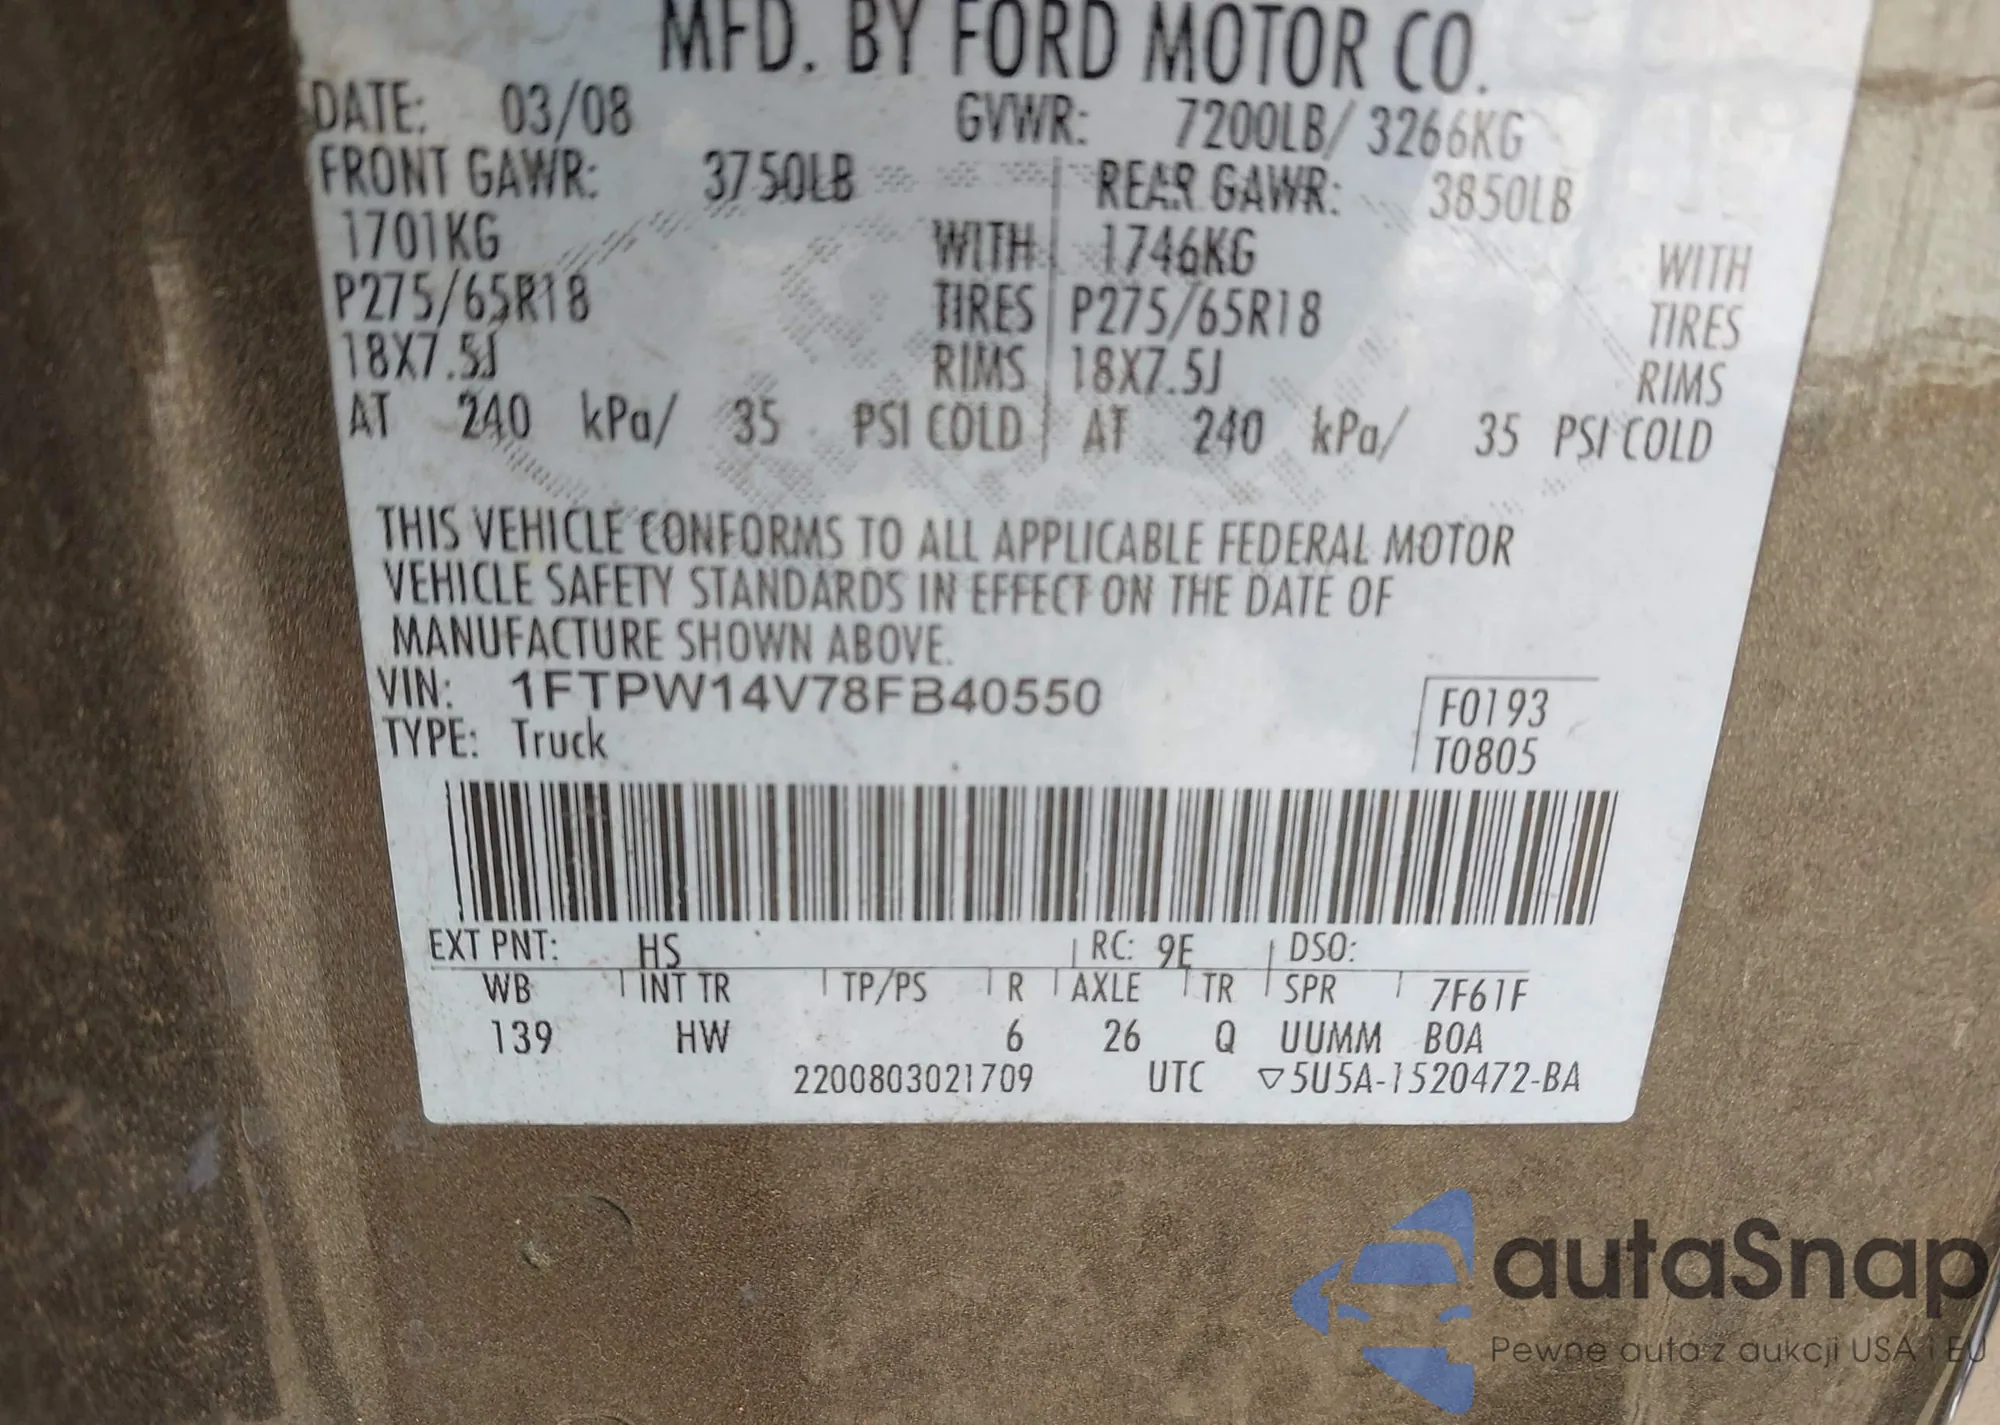 MFD. BY FORD MOTOR CO.
DATE: 03/08 GVWR: 7200LB/ 3266KG
FRONT GAWR: 3750LB REAR GAWR: 3850LB
1701KG WITH 1746KG WITH
P275/65R18 TIRES P275/65R18 TIRES
18X7.5J RIMS 18X7.5J RIMS
AT 240 kPa/ 35 PSI COLD AT 240 kPa/ 35 PSI COLD
THIS VEHICLE CONFORMS TO ALL APPLICABLE FEDERAL MOTOR
VEHICLE SAFETY STANDARDS IN EFFECT ON THE DATE OF
MANUFACTURE SHOWN ABOVE.
VIN: 1FTPW14V78FB40550 F0193
TYPE: Truck T0805
EXT PNT: HS RC: 9E DSO:
WB INT TR TP/PS R AXLE TR SPR 7F61F
139 HW 6 26 Q UUMM B0A
2200803021709 UTC ▽5U5A-1520472-BA
autaSnap
Pewne auta z aukcji USA i EU